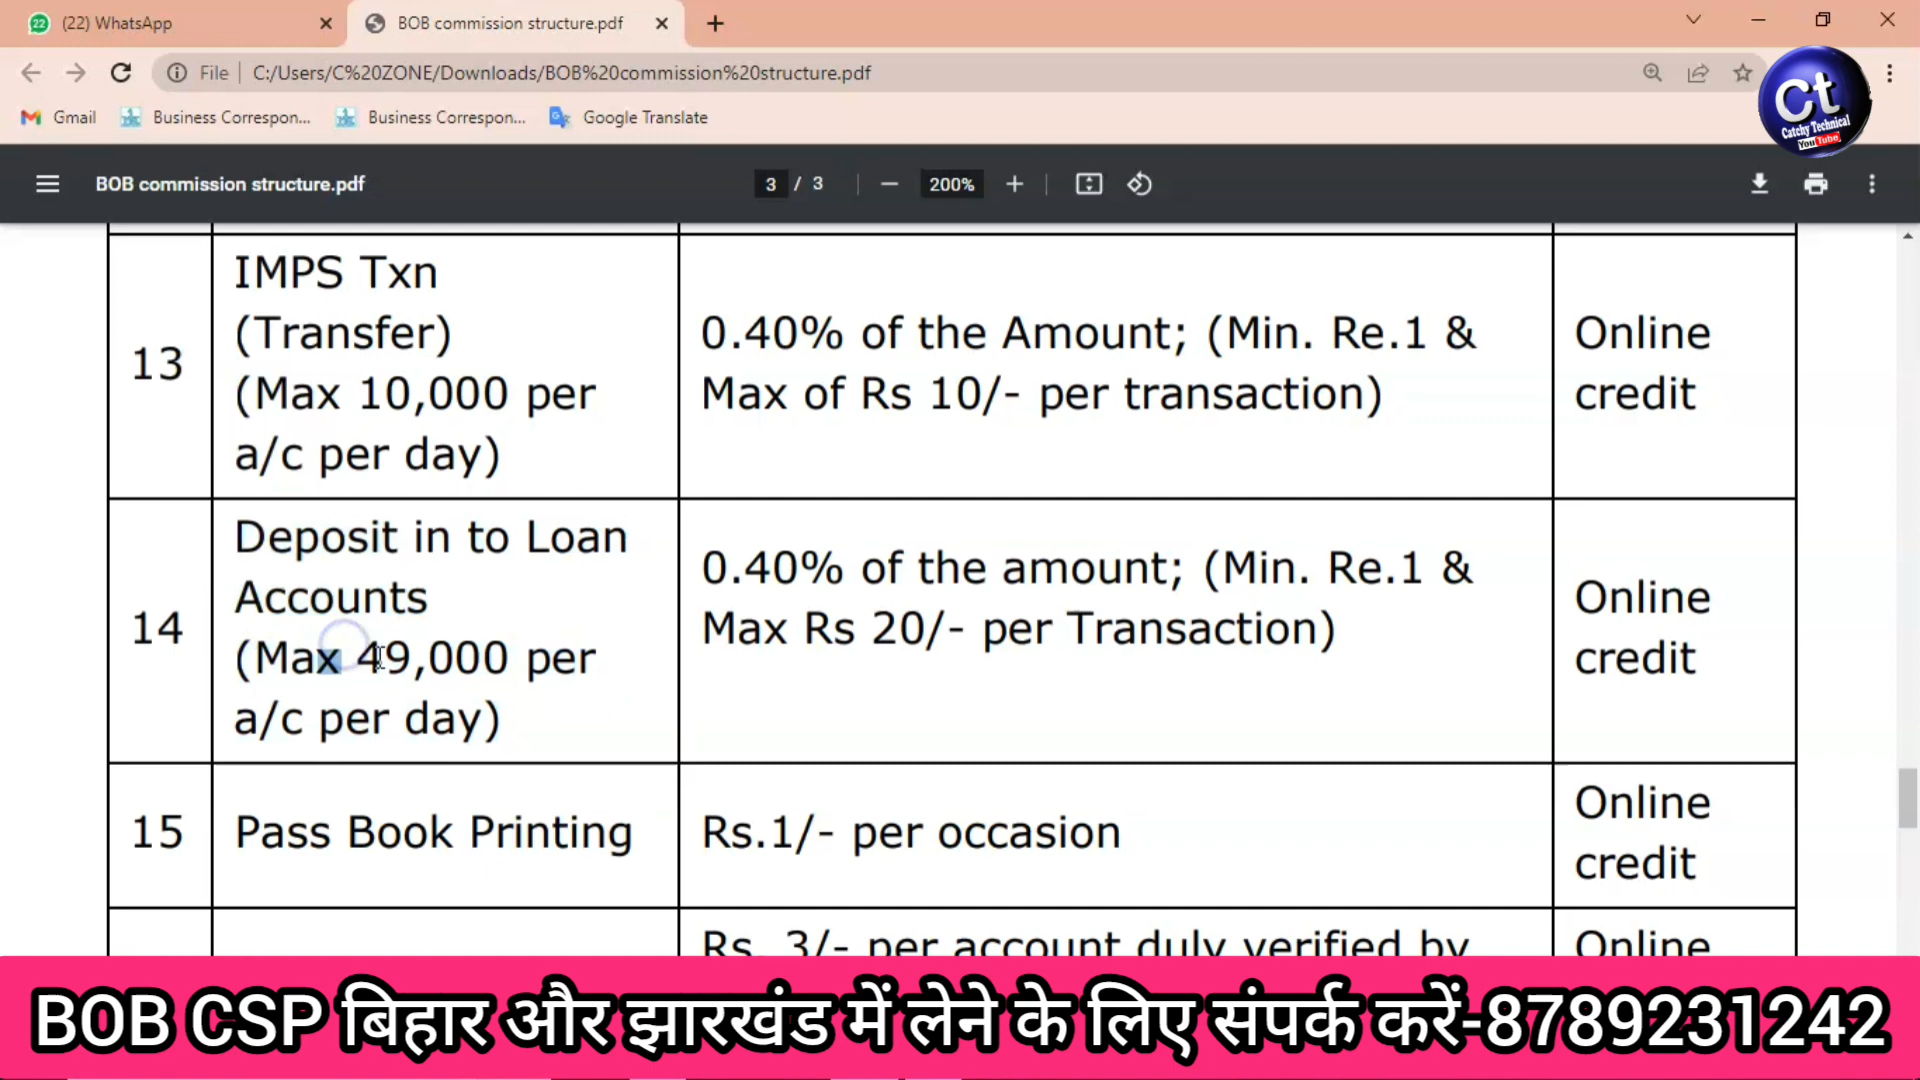 22
(22) WhatsApp
BOB commission structure.pdf
File
C:/Users/C%20ZONE/Downloads/BOB%20commission%20structure.pdf
Ct
Catchy Technical
YouTube
Gmail
Business Correspon...
Business Correspon...
Google Translate
BOB commission structure.pdf
3 / 3
200%
13
IMPS Txn
(Transfer)
(Max 10,000 per
a/c per day)
0.40% of the Amount; (Min. Re.1 &
Max of Rs 10/- per transaction)
Online
credit
14
Deposit in to Loan
Accounts
(Max 49,000 per
a/c per day)
0.40% of the amount; (Min. Re.1 &
Max Rs 20/- per Transaction)
Online
credit
15
Pass Book Printing
Rs.1/- per occasion
Online
credit
Rs. 3/- per account duly verified by
Online
BOB CSP बिहार और झारखंड में लेने के लिए संपर्क करें-8789231242